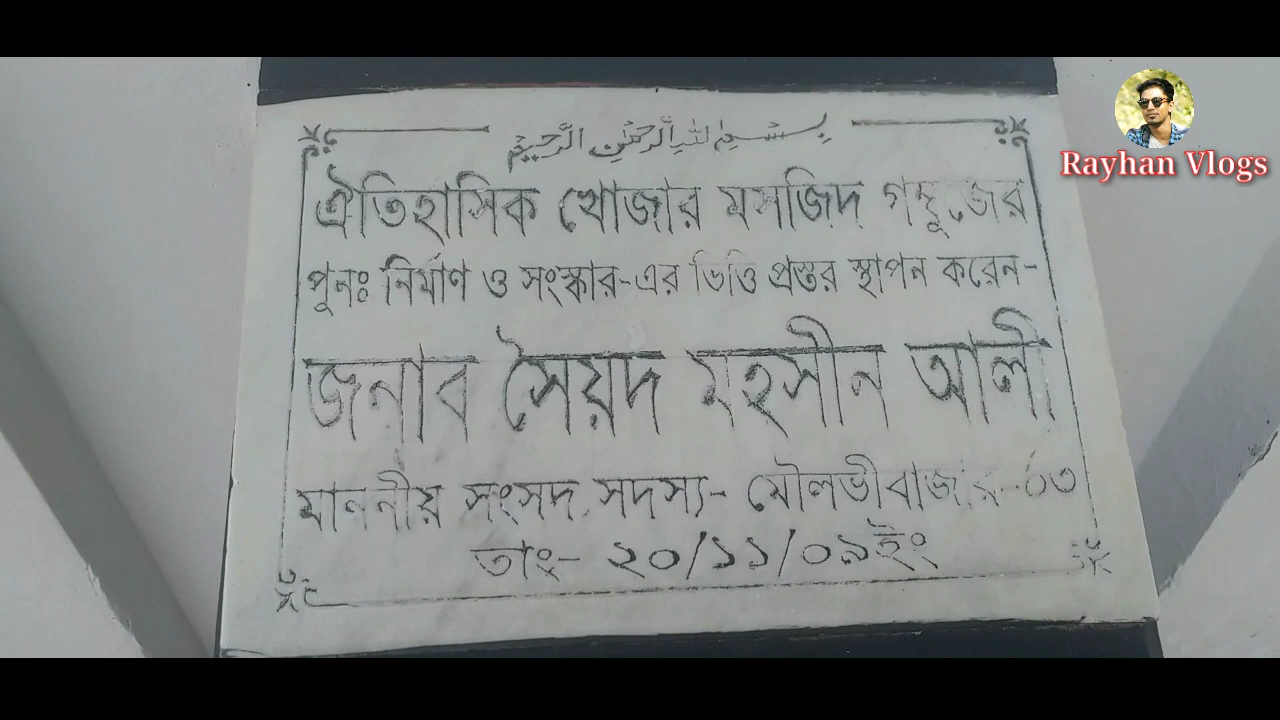 بسم الله الرحمن الرحيم
ঐতিহাসিক খোজার মসজিদ গম্বুজের
পুনঃ নির্মাণ ও সংস্কার-এর ভিত্তি প্রস্তর স্থাপন করেন-
জনাব সৈয়দ মহসীন আলী
মাননীয় সংসদ সদস্য- মৌলভীবাজার-০৩
তাং- ২০/১১/০৯ইং
Rayhan Vlogs